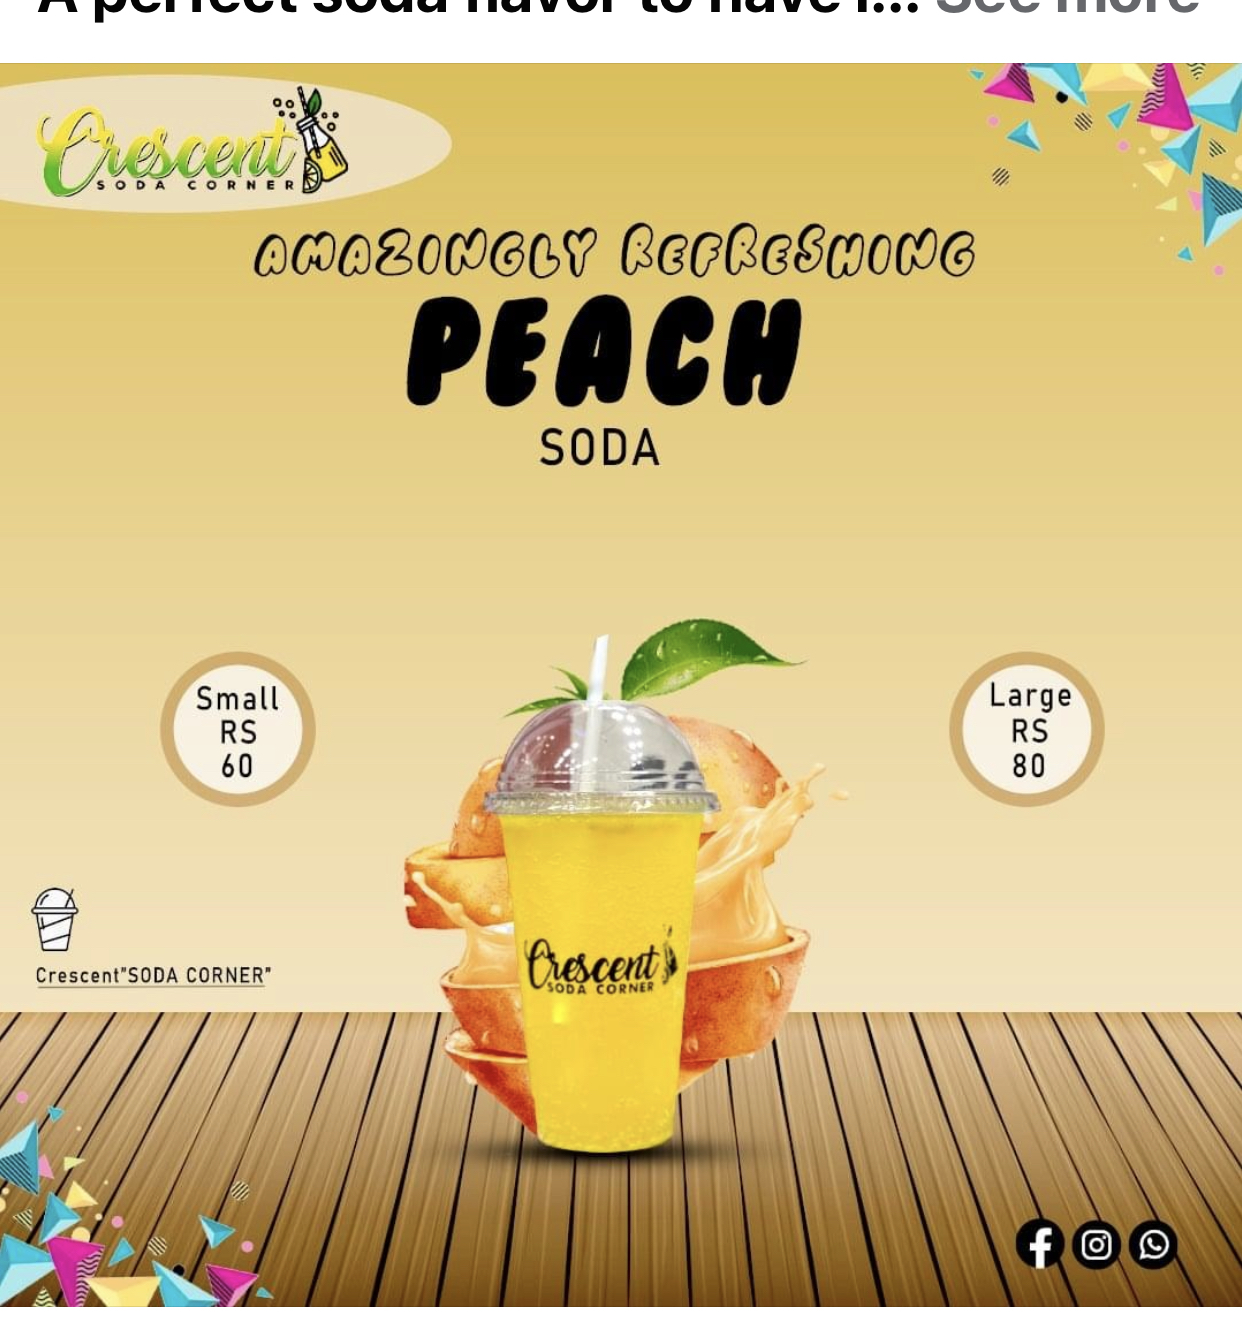 A perfect soda flavor to have i... See more
Crescent
SODA CORNER
AMAZINGLY REFRESHING
PEACH
SODA
Small
RS
60
Large
RS
80
Crescent
SODA CORNER
Crescent"SODA CORNER"